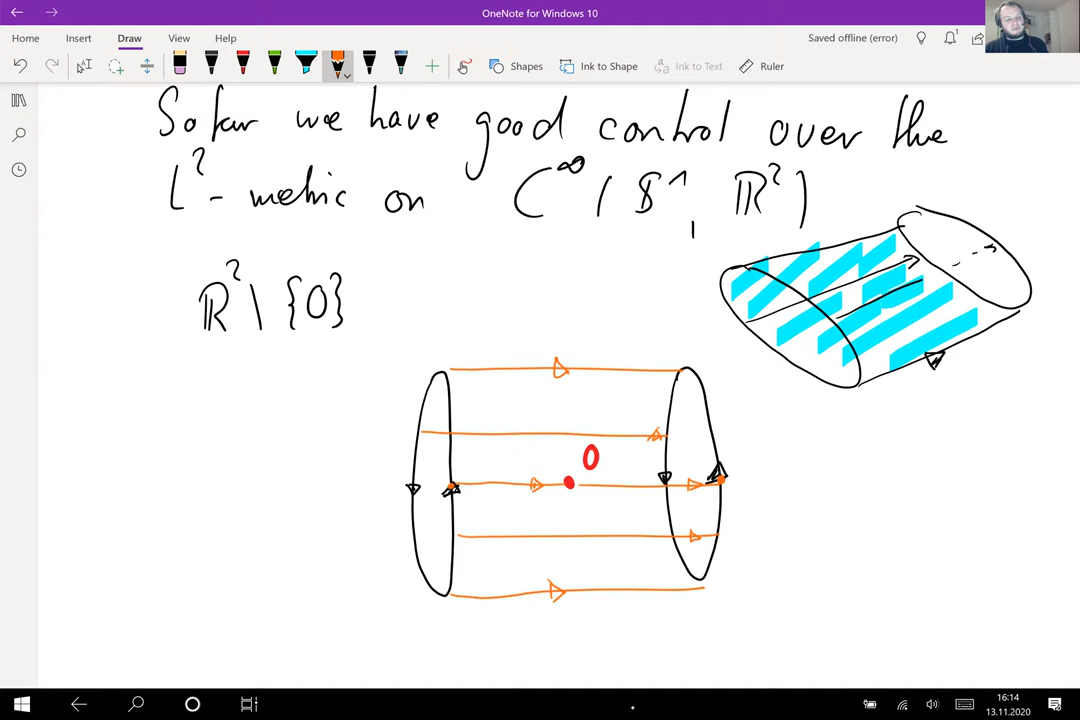 OneNote for Windows 10
Home Insert Draw View Help Saved offline (error)
Shapes Ink to Shape Ink to Text Ruler
So far we have good control over the
L² - metric on C^∞ ( S¹, ℝ² )
ℝ² \ {0}
0
16:14
13.11.2020